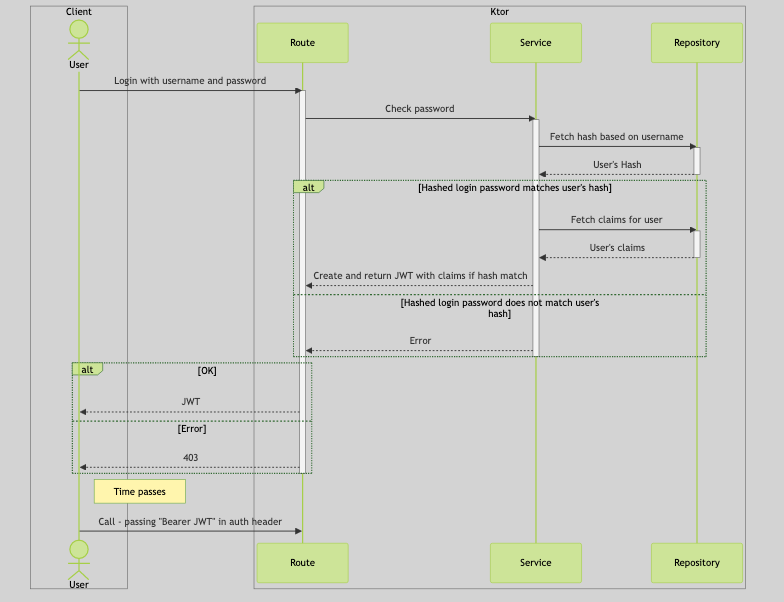 Client
Ktor
User
Route
Service
Repository
Login with username and password
Check password
Fetch hash based on username
User's Hash
alt
[Hashed login password matches user's hash]
Fetch claims for user
User's claims
Create and return JWT with claims if hash match
[Hashed login password does not match user's
hash]
Error
alt
[OK]
JWT
[Error]
403
Time passes
Call - passing "Bearer JWT" in auth header
User
Route
Service
Repository